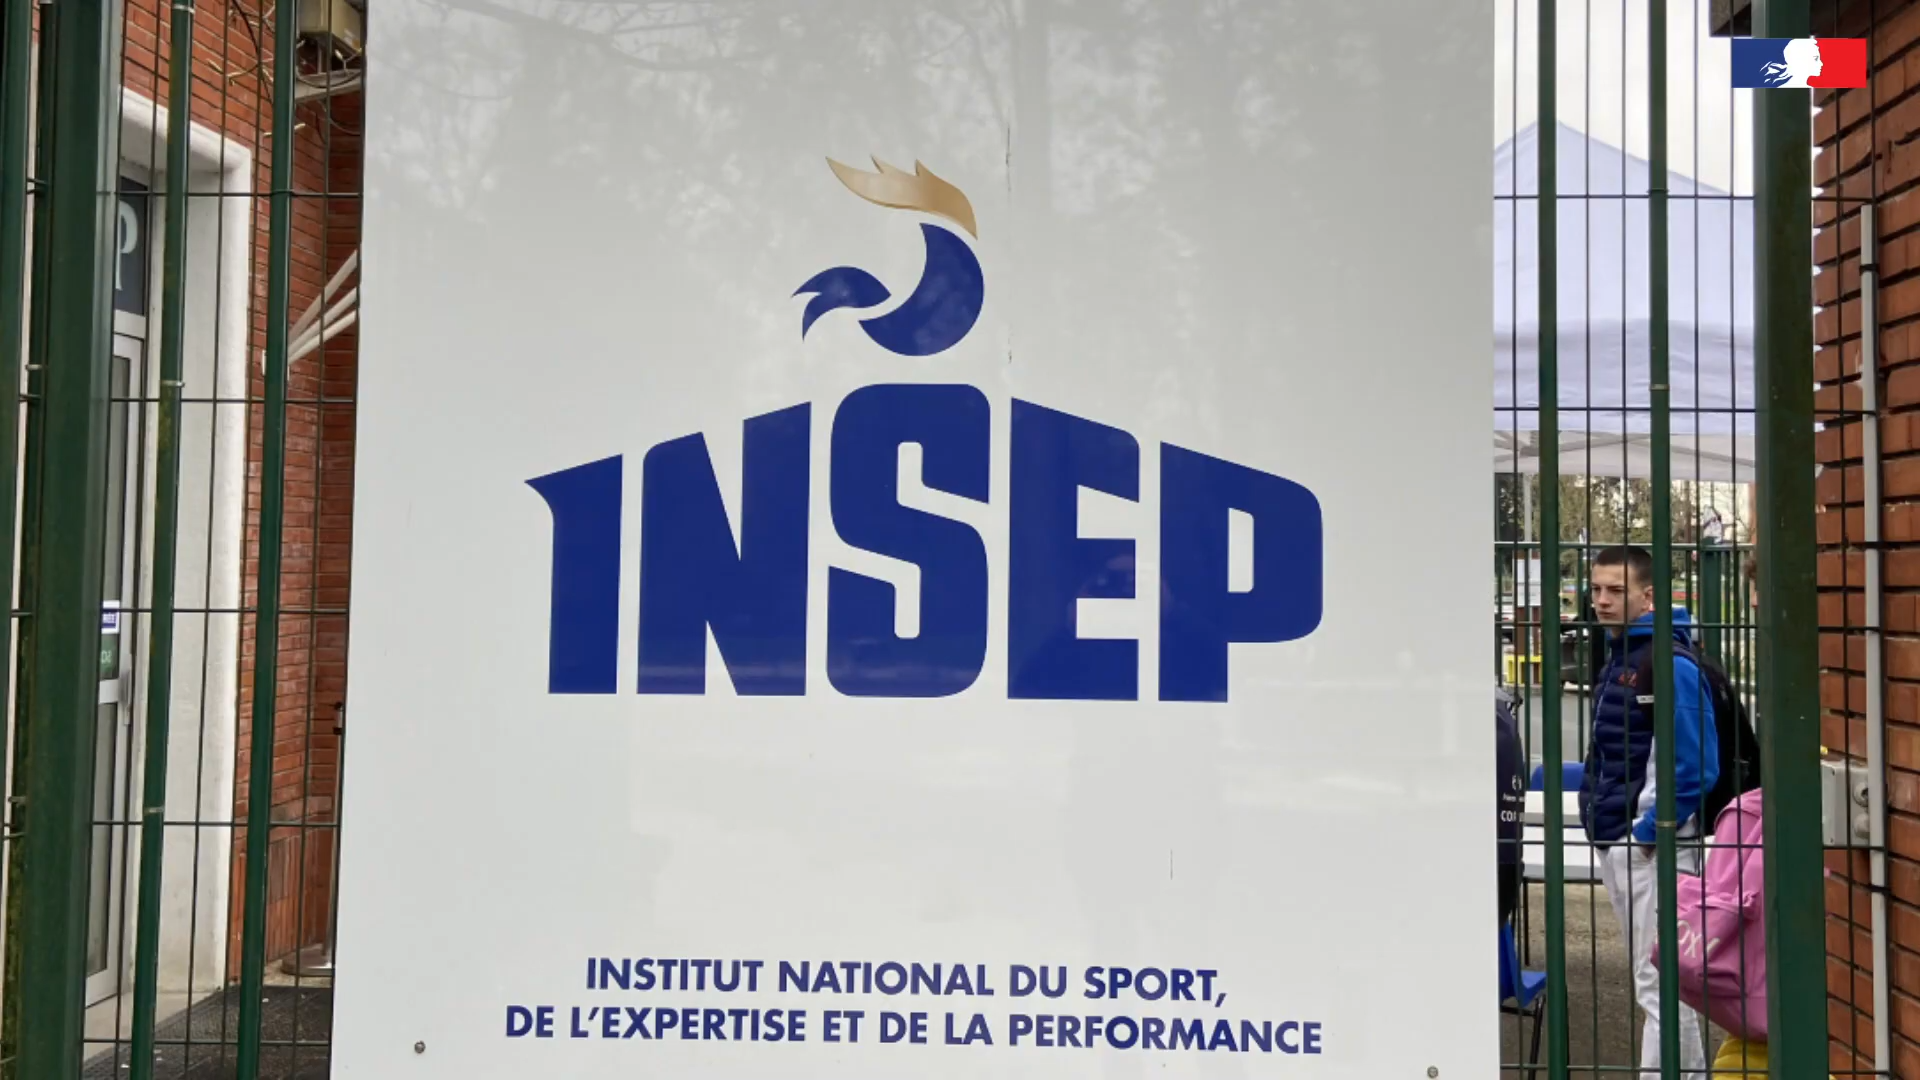 INSEP
INSTITUT NATIONAL DU SPORT,
DE L'EXPERTISE ET DE LA PERFORMANCE